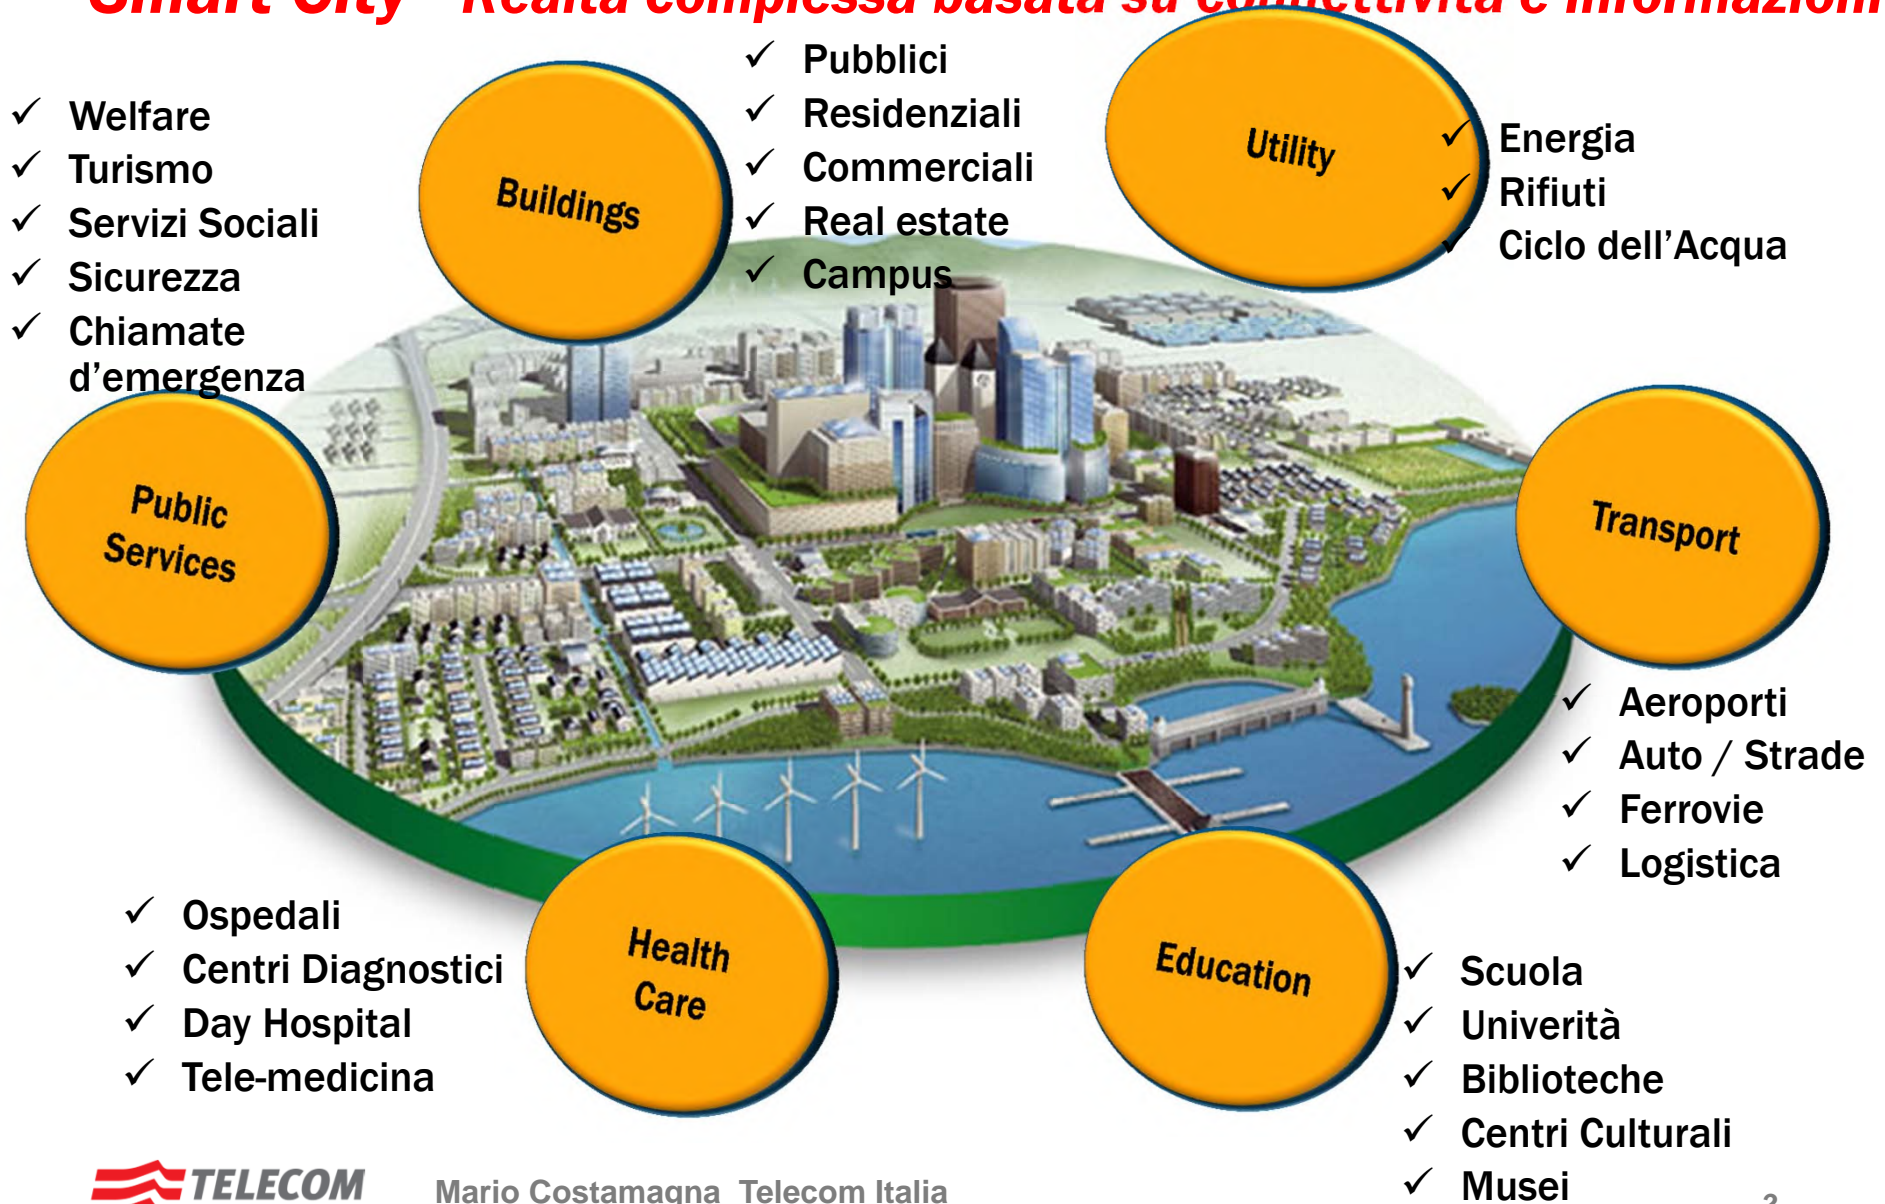 Smart City Realtà complessa basata su connettività e informazioni
✓ Welfare
✓ Turismo
✓ Servizi Sociali
✓ Sicurezza
✓ Chiamate
d’emergenza
Buildings
✓ Pubblici
✓ Residenziali
✓ Commerciali
✓ Real estate
✓ Campus
Utility
✓ Energia
✓ Rifiuti
✓ Ciclo dell’Acqua
Public
Services
Transport
✓ Aeroporti
✓ Auto / Strade
✓ Ferrovie
✓ Logistica
✓ Ospedali
✓ Centri Diagnostici
✓ Day Hospital
✓ Tele-medicina
Health
Care
Education
✓ Scuola
✓ Univerità
✓ Biblioteche
✓ Centri Culturali
✓ Musei
TELECOM
Mario Costamagna Telecom Italia
2